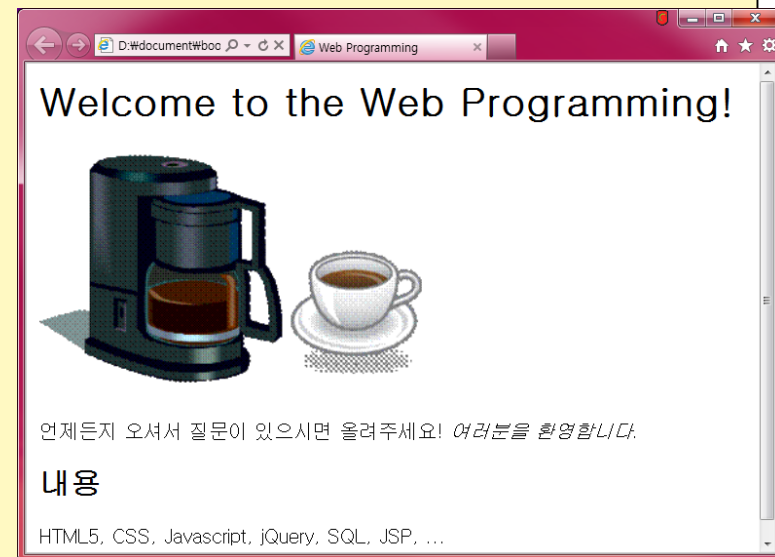 D:₩document₩boo
Web Programming
Welcome to the Web Programming!
언제든지 오셔서 질문이 있으시면 올려주세요! 여러분을 환영합니다.
내용
HTML5, CSS, Javascript, jQuery, SQL, JSP, ...